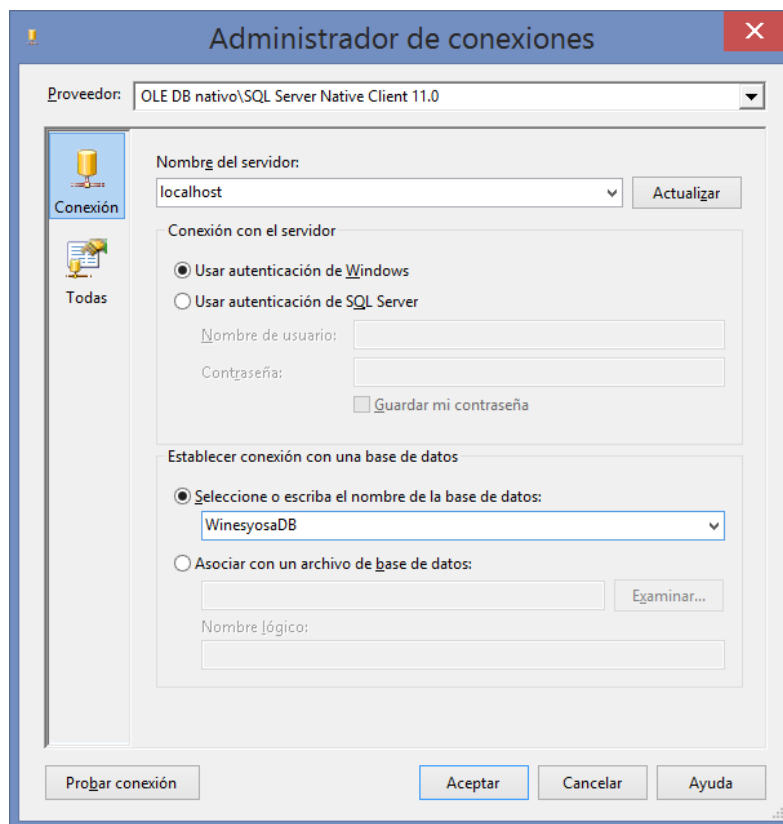 Administrador de conexiones
Proveedor: OLE DB nativo\SQL Server Native Client 11.0
Conexión
Todas
Nombre del servidor:
localhost
Actualizar
Conexión con el servidor
Usar autenticación de Windows
Usar autenticación de SQL Server
Nombre de usuario:
Contraseña:
Guardar mi contraseña
Establecer conexión con una base de datos
Seleccione o escriba el nombre de la base de datos:
WinesyosaDB
Asociar con un archivo de base de datos:
Examinar...
Nombre lógico:
Probar conexión Aceptar Cancelar Ayuda